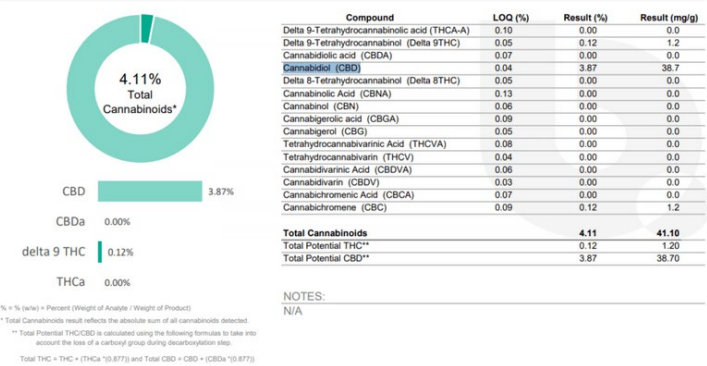 4.11%
Total
Cannabinoids*
CBD 3.87%
CBDa 0.00%
delta 9 THC 0.12%
THCa 0.00%
% = % (w/w) = Percent (Weight of Analyte / Weight of Product)
* Total Cannabinoids result reflects the absolute sum of all cannabinoids detected.
** Total Potential THC/CBD is calculated using the following formulas to take into
account the loss of a carboxyl group during decarboxylation step.
Total THC = THC + (THCa *(0.877)) and Total CBD = CBD + (CBDa *(0.877))
Compound LOQ (%) Result (%) Result (mg/g)
Delta 9-Tetrahydrocannabinolic acid (THCA-A) 0.10 0.00 0.0
Delta 9-Tetrahydrocannabinol (Delta 9THC) 0.05 0.12 1.2
Cannabidiolic acid (CBDA) 0.07 0.00 0.0
Cannabidiol (CBD) 0.04 3.87 38.7
Delta 8-Tetrahydrocannabinol (Delta 8THC) 0.05 0.00 0.0
Cannabinolic Acid (CBNA) 0.13 0.00 0.0
Cannabinol (CBN) 0.06 0.00 0.0
Cannabigerolic acid (CBGA) 0.09 0.00 0.0
Cannabigerol (CBG) 0.05 0.00 0.0
Tetrahydrocannabivarinic Acid (THCVA) 0.08 0.00 0.0
Tetrahydrocannabivarin (THCV) 0.04 0.00 0.0
Cannabidivarinic Acid (CBDVA) 0.06 0.00 0.0
Cannabidivarin (CBDV) 0.03 0.00 0.0
Cannabichromenic Acid (CBCA) 0.07 0.00 0.0
Cannabichromene (CBC) 0.09 0.12 1.2
Total Cannabinoids 4.11 41.10
Total Potential THC** 0.12 1.20
Total Potential CBD** 3.87 38.70
NOTES:
N/A